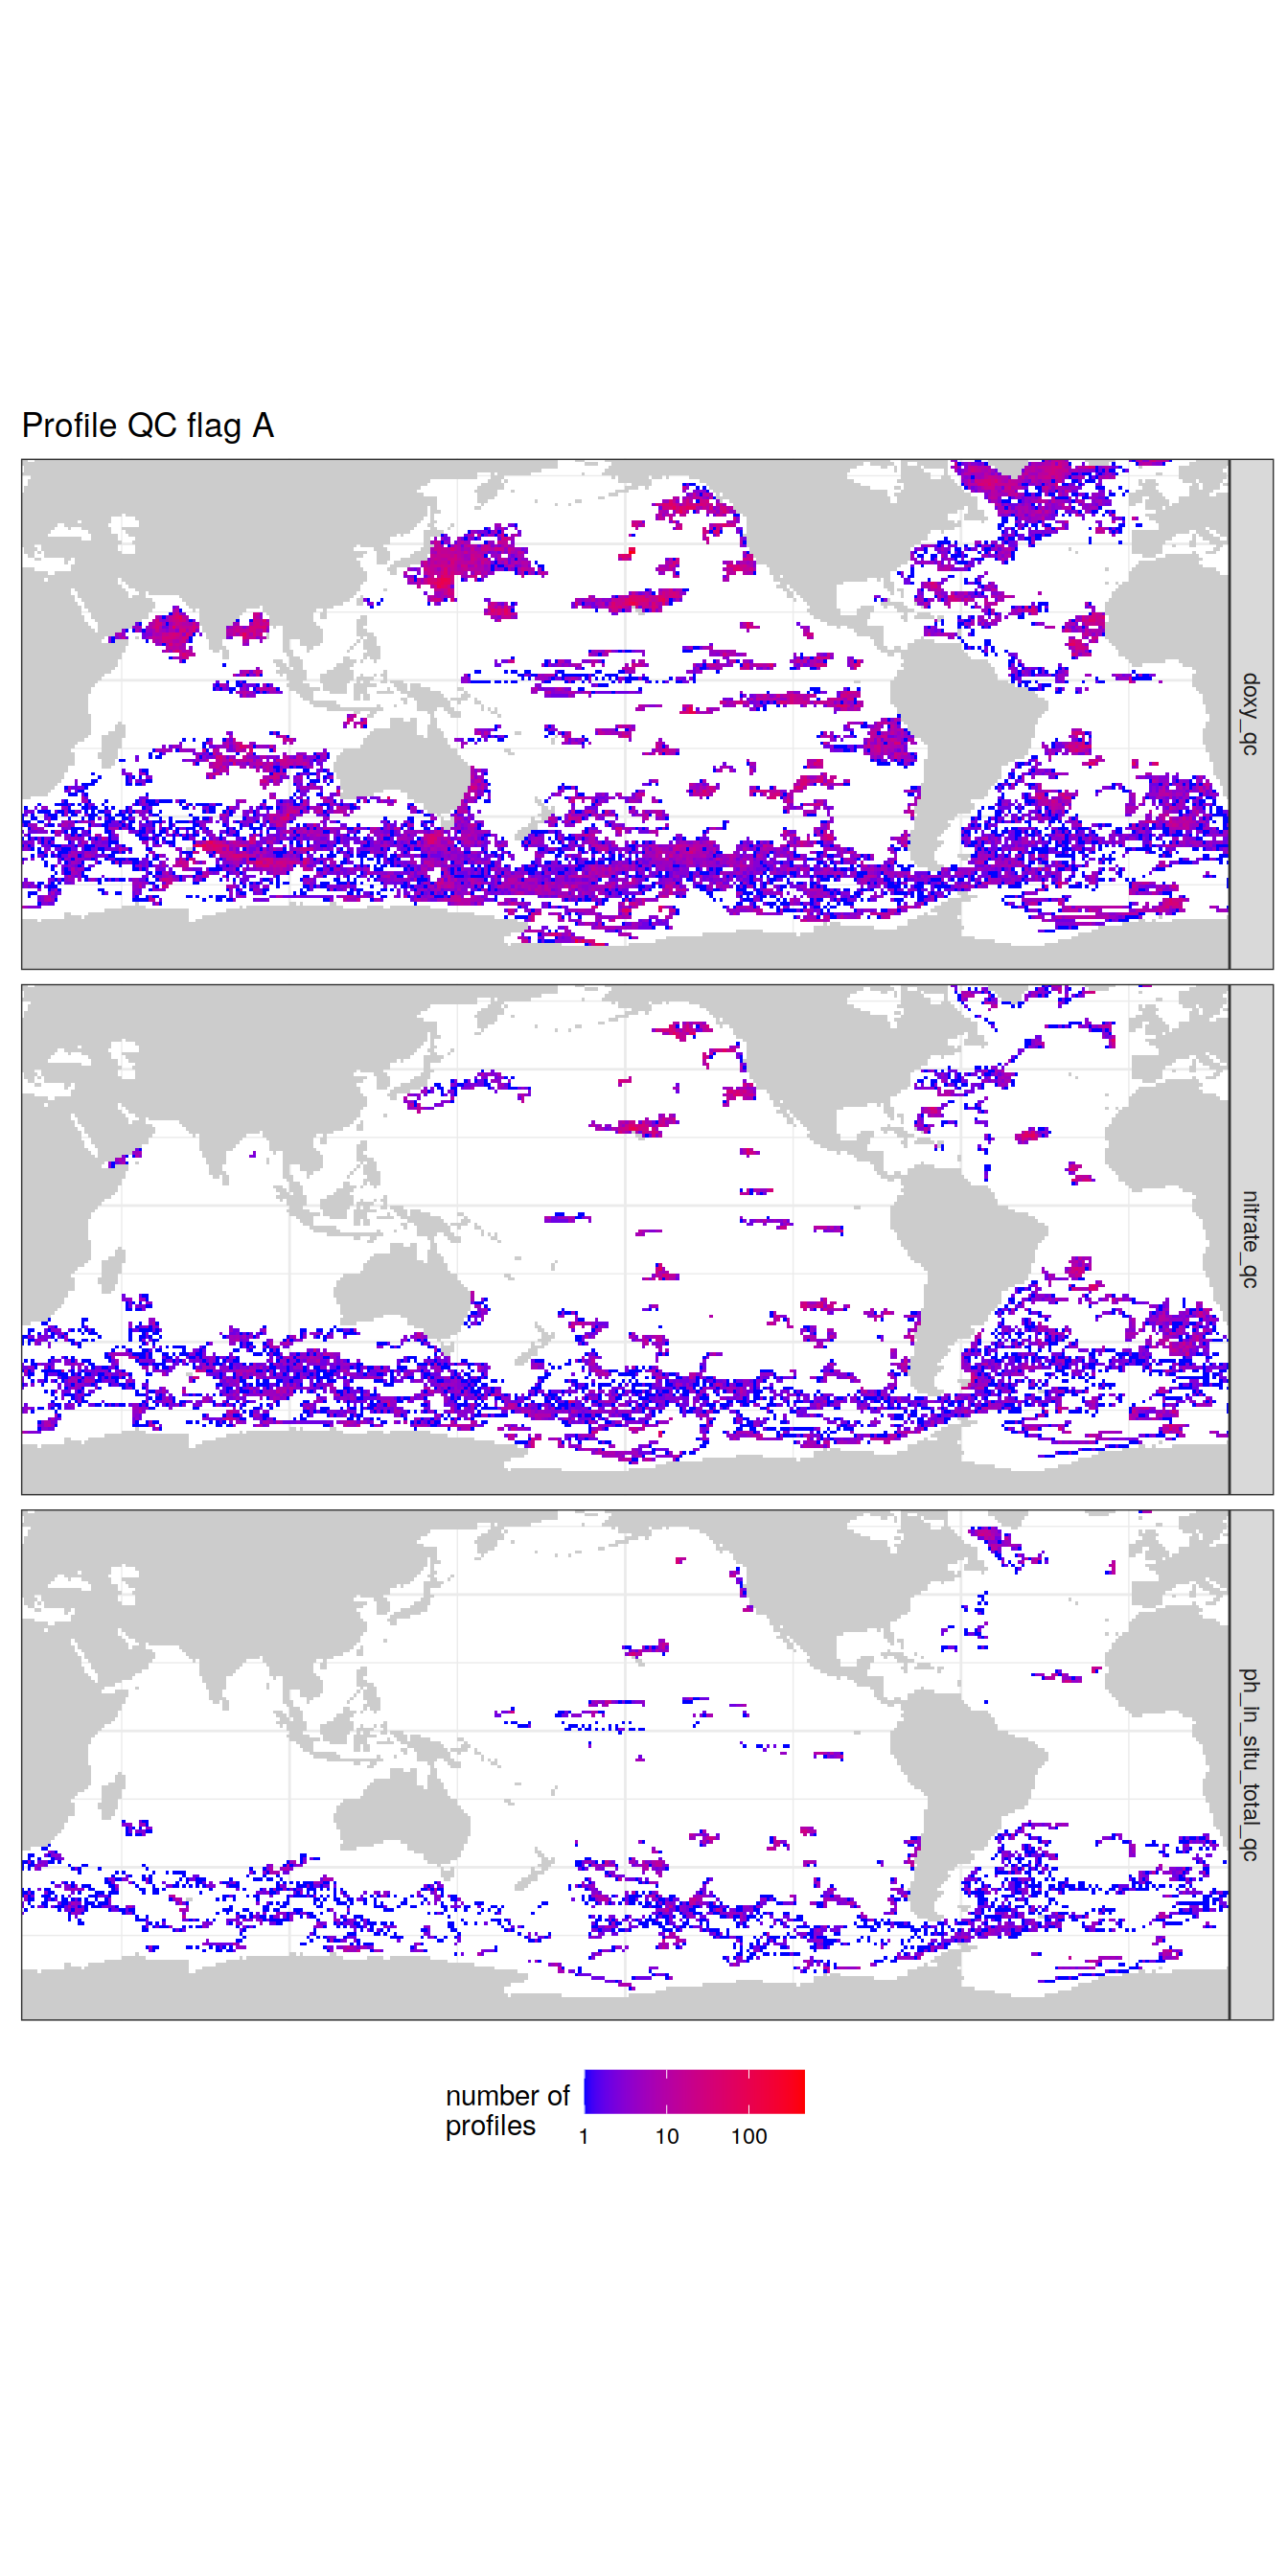 Profile QC flag A
doxy_qc
nitrate_qc
ph_in_situ_total_qc
number of
profiles
1 10 100